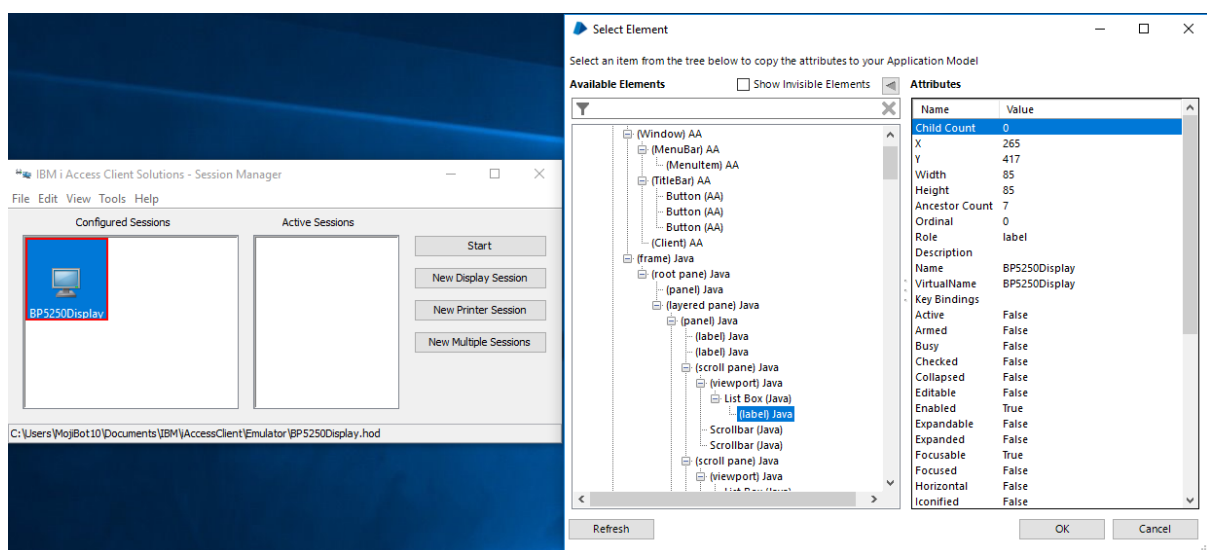 IBM i Access Client Solutions - Session Manager
File Edit View Tools Help
Configured Sessions
Active Sessions
BP5250Display
Start
New Display Session
New Printer Session
New Multiple Sessions
C:\Users\MojiBot10\Documents\IBM\iAccessClient\Emulator\BP5250Display.hod
Select Element
Select an item from the tree below to copy the attributes to your Application Model
Available Elements
Show Invisible Elements
(Window) AA
(MenuBar) AA
(MenuItem) AA
(TitleBar) AA
Button (AA)
Button (AA)
Button (AA)
(Client) AA
(frame) Java
(root pane) Java
(panel) Java
(layered pane) Java
(panel) Java
(label) Java
(label) Java
(scroll pane) Java
(viewport) Java
List Box (Java)
(label) Java
Scrollbar (Java)
Scrollbar (Java)
(scroll pane) Java
(viewport) Java
List Box (Java)
Attributes
Name Value
Child Count 0
X 265
Y 417
Width 85
Height 85
Ancestor Count 7
Ordinal 0
Role label
Description
Name BP5250Display
VirtualName BP5250Display
Key Bindings
Active False
Armed False
Busy False
Checked False
Collapsed False
Editable False
Enabled True
Expandable False
Expanded False
Focusable True
Focused False
Horizontal False
Iconified False
Refresh
OK
Cancel